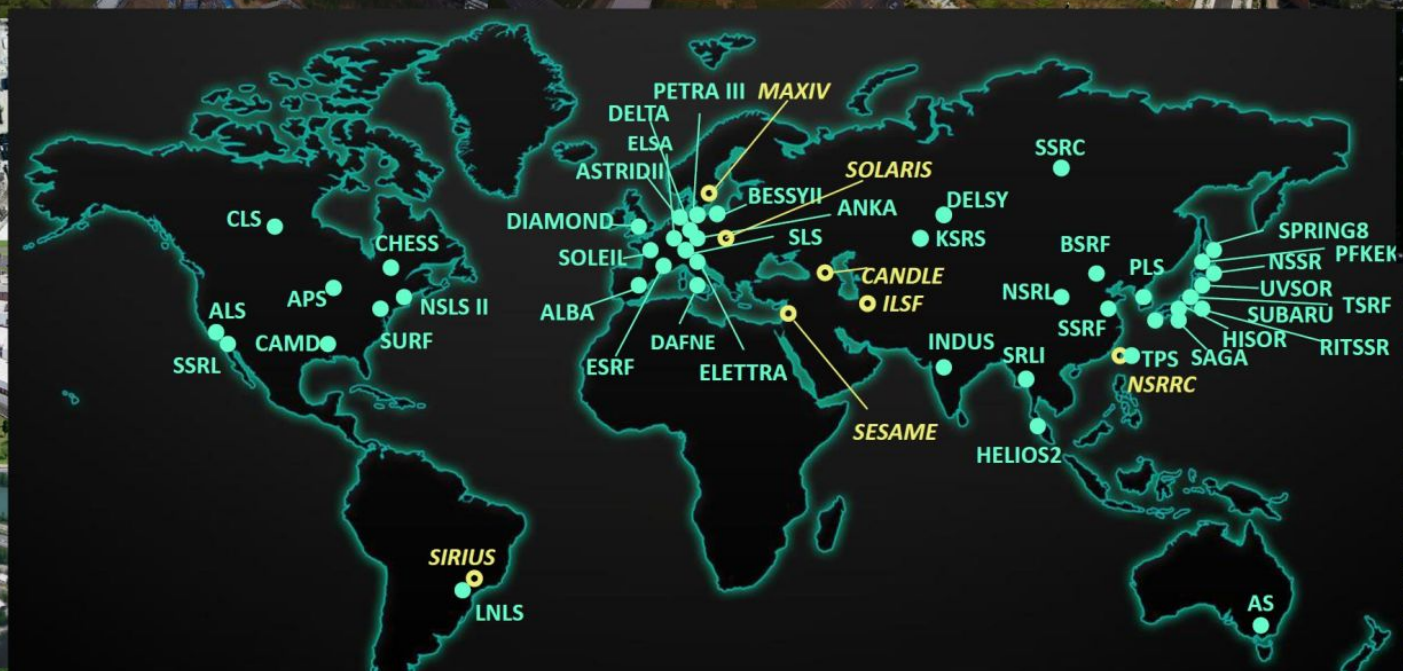 PETRA III
MAXIV
DELTA
ELSA
ASTRIDII
SOLARIS
BESSYII
DIAMOND
ANKA
SLS
SOLEIL
CANDLE
ILSF
ALBA
DAFNE
ESRF
ELETTRA
SESAME
CLS
CHESS
APS
NSLS II
ALS
SURF
CAMD
SSRL
SIRIUS
LNLS
SSRC
DELSY
KSRS
BSRF
PLS
SPRING8
PFKEK
NSSR
UVSOR
TSRF
SUBARU
NSRL
SSRF
HISOR
RITSSR
SAGA
INDUS
SRLI
TPS
NSRRC
HELIOS2
AS